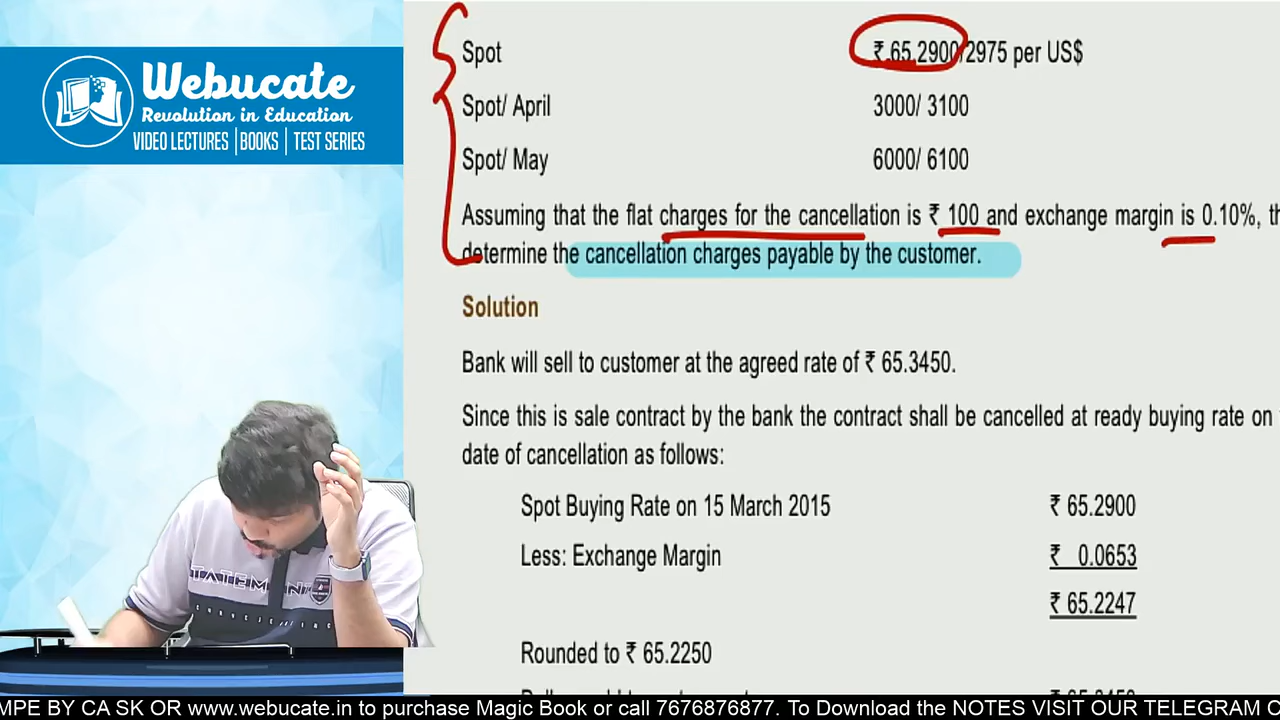 Webucate
Revolution in Education
VIDEO LECTURES | BOOKS | TEST SERIES
Spot ₹ 65.2900/2975 per US$
Spot/ April 3000/ 3100
Spot/ May 6000/ 6100
Assuming that the flat charges for the cancellation is ₹ 100 and exchange margin is 0.10%, th
determine the cancellation charges payable by the customer.
Solution
Bank will sell to customer at the agreed rate of ₹ 65.3450.
Since this is sale contract by the bank the contract shall be cancelled at ready buying rate on
date of cancellation as follows:
Spot Buying Rate on 15 March 2015 ₹ 65.2900
Less: Exchange Margin ₹ 0.0653
₹ 65.2247
Rounded to ₹ 65.2250
MPE BY CA SK OR www.webucate.in to purchase Magic Book or call 7676876877. To Download the NOTES VISIT OUR TELEGRAM C